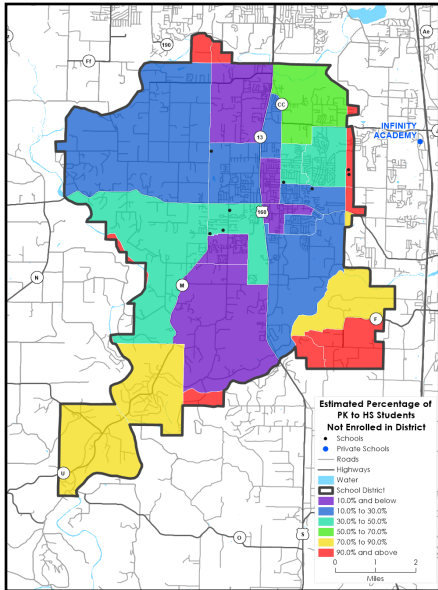 190
Ff
Ae
CC
INFINITY
ACADEMY
13
160
N
M
F
U
O
Estimated Percentage of
PK to HS Students
Not Enrolled in District
Schools
Private Schools
Roads
Highways
Water
School District
10.0% and below
10.0% to 30.0%
30.0% to 50.0%
50.0% to 70.0%
70.0% to 90.0%
90.0% and above
0 1 2
Miles